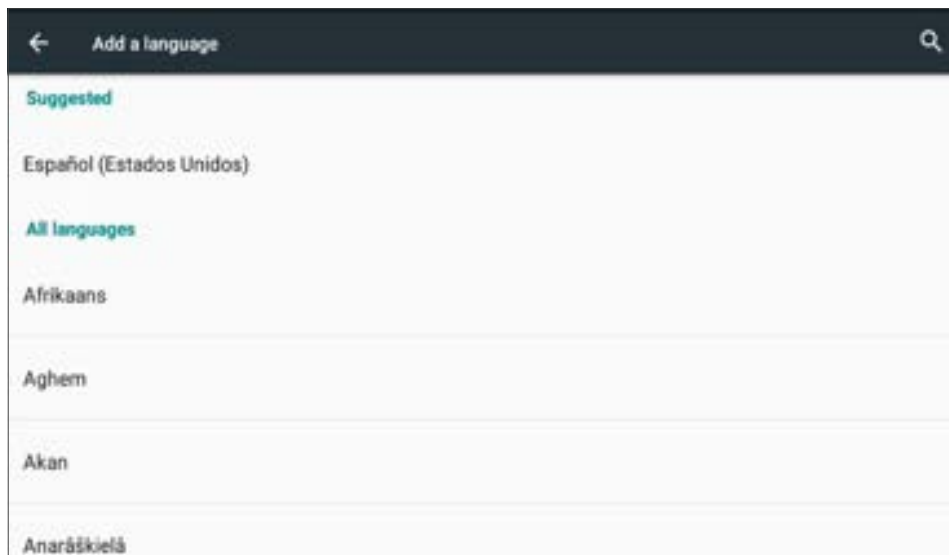 Add a language
Suggested
Español (Estados Unidos)
All languages
Afrikaans
Aghem
Akan
Anarâškielâ